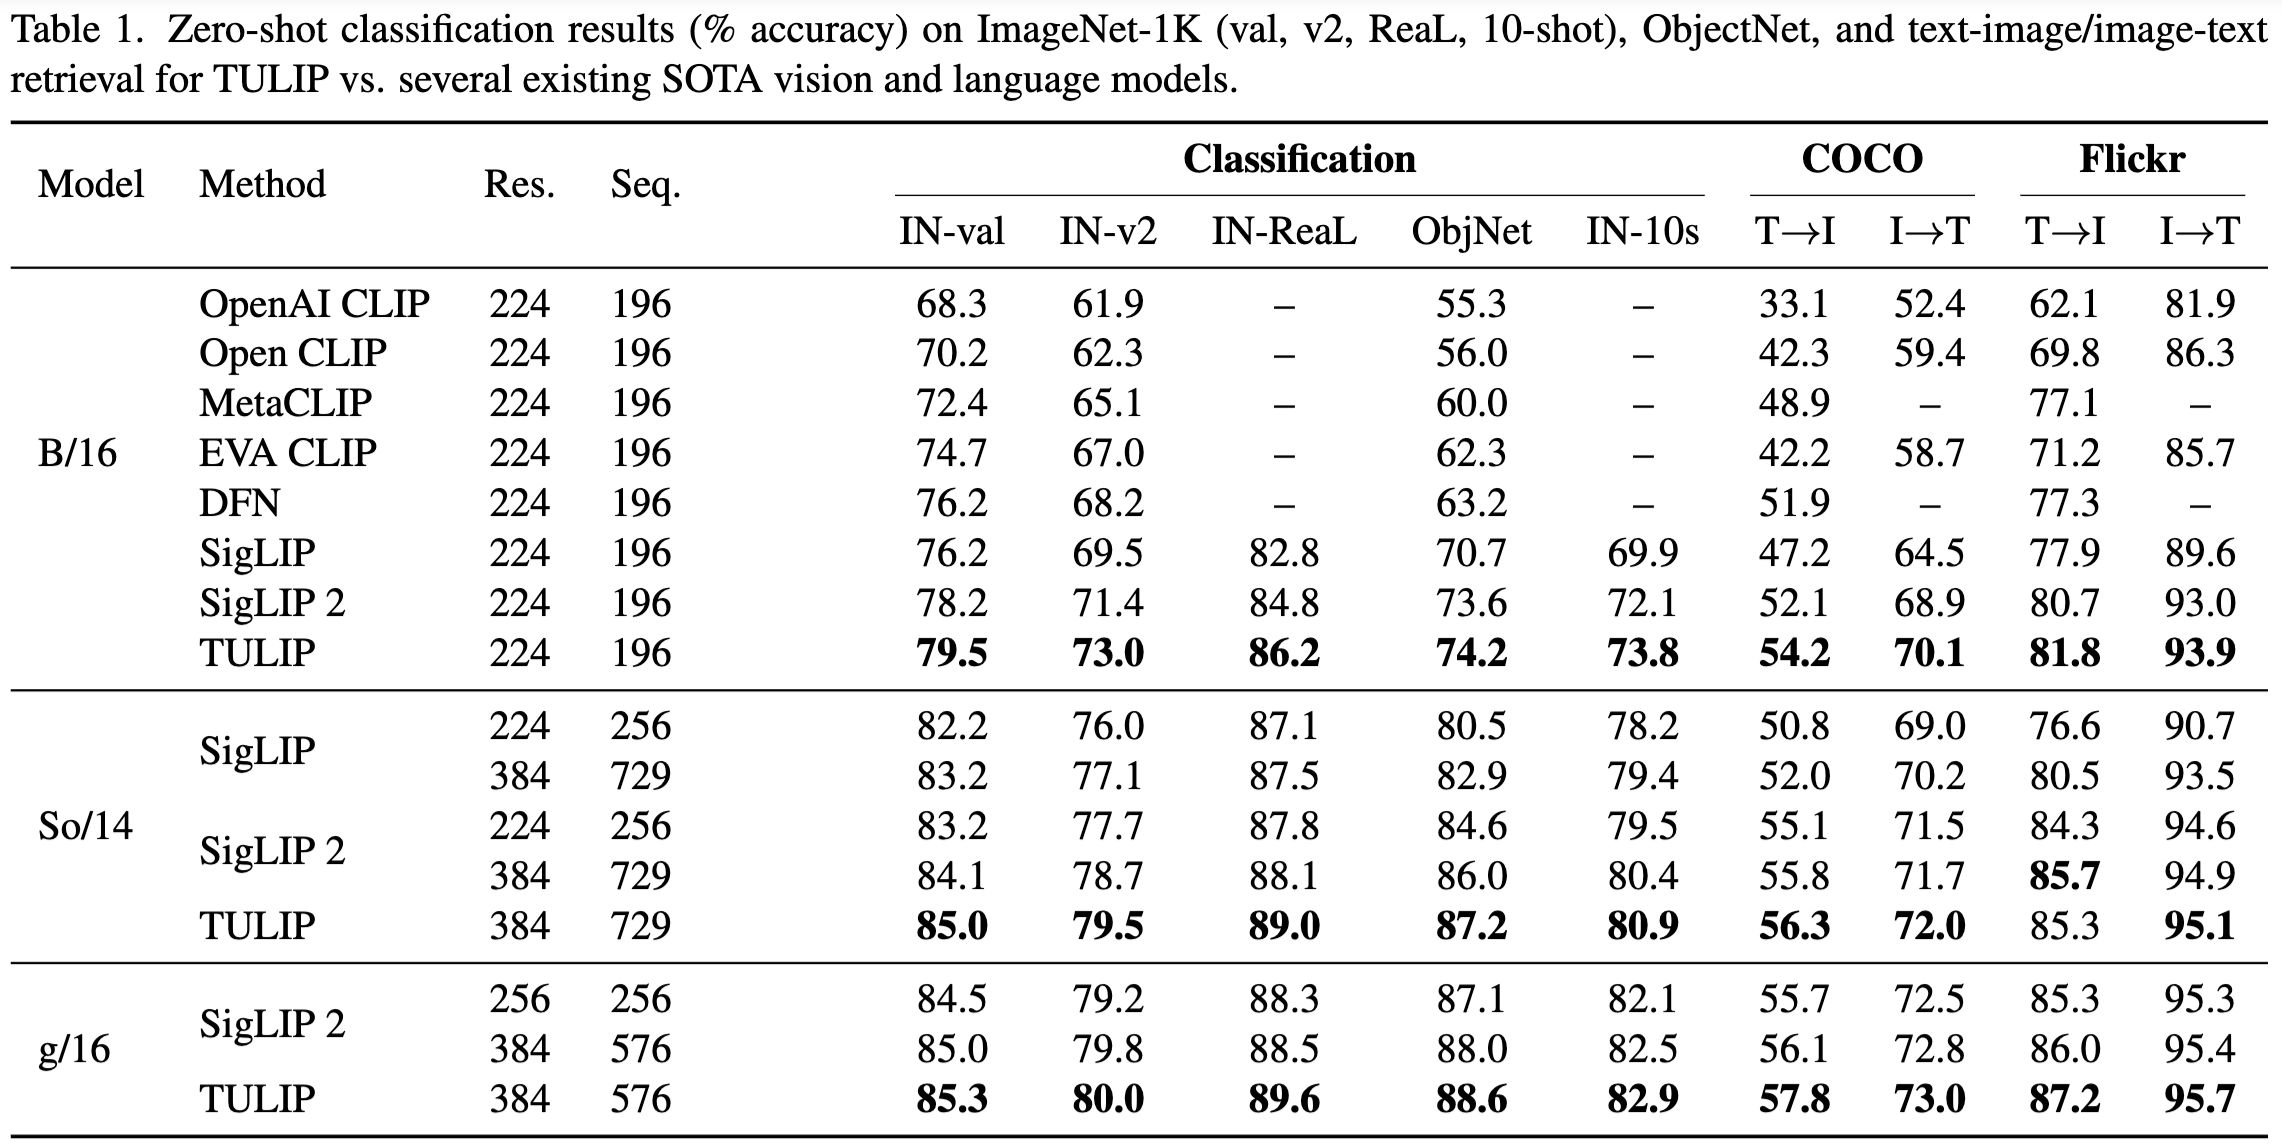 Table 1. Zero-shot classification results (% accuracy) on ImageNet-1K (val, v2, ReaL, 10-shot), ObjectNet, and text-image/image-text
retrieval for TULIP vs. several existing SOTA vision and language models.
Model Method Res. Seq. Classification COCO Flickr
IN-val IN-v2 IN-ReaL ObjNet IN-10s T→I I→T T→I I→T
OpenAI CLIP 224 196 68.3 61.9 – 55.3 – 33.1 52.4 62.1 81.9
Open CLIP 224 196 70.2 62.3 – 56.0 – 42.3 59.4 69.8 86.3
MetaCLIP 224 196 72.4 65.1 – 60.0 – 48.9 – 77.1 –
B/16 EVA CLIP 224 196 74.7 67.0 – 62.3 – 42.2 58.7 71.2 85.7
DFN 224 196 76.2 68.2 – 63.2 – 51.9 – 77.3 –
SigLIP 224 196 76.2 69.5 82.8 70.7 69.9 47.2 64.5 77.9 89.6
SigLIP 2 224 196 78.2 71.4 84.8 73.6 72.1 52.1 68.9 80.7 93.0
TULIP 224 196 79.5 73.0 86.2 74.2 73.8 54.2 70.1 81.8 93.9
SigLIP 224 256 82.2 76.0 87.1 80.5 78.2 50.8 69.0 76.6 90.7
384 729 83.2 77.1 87.5 82.9 79.4 52.0 70.2 80.5 93.5
So/14 SigLIP 2 224 256 83.2 77.7 87.8 84.6 79.5 55.1 71.5 84.3 94.6
384 729 84.1 78.7 88.1 86.0 80.4 55.8 71.7 85.7 94.9
TULIP 384 729 85.0 79.5 89.0 87.2 80.9 56.3 72.0 85.3 95.1
SigLIP 2 256 256 84.5 79.2 88.3 87.1 82.1 55.7 72.5 85.3 95.3
g/16 384 576 85.0 79.8 88.5 88.0 82.5 56.1 72.8 86.0 95.4
TULIP 384 576 85.3 80.0 89.6 88.6 82.9 57.8 73.0 87.2 95.7